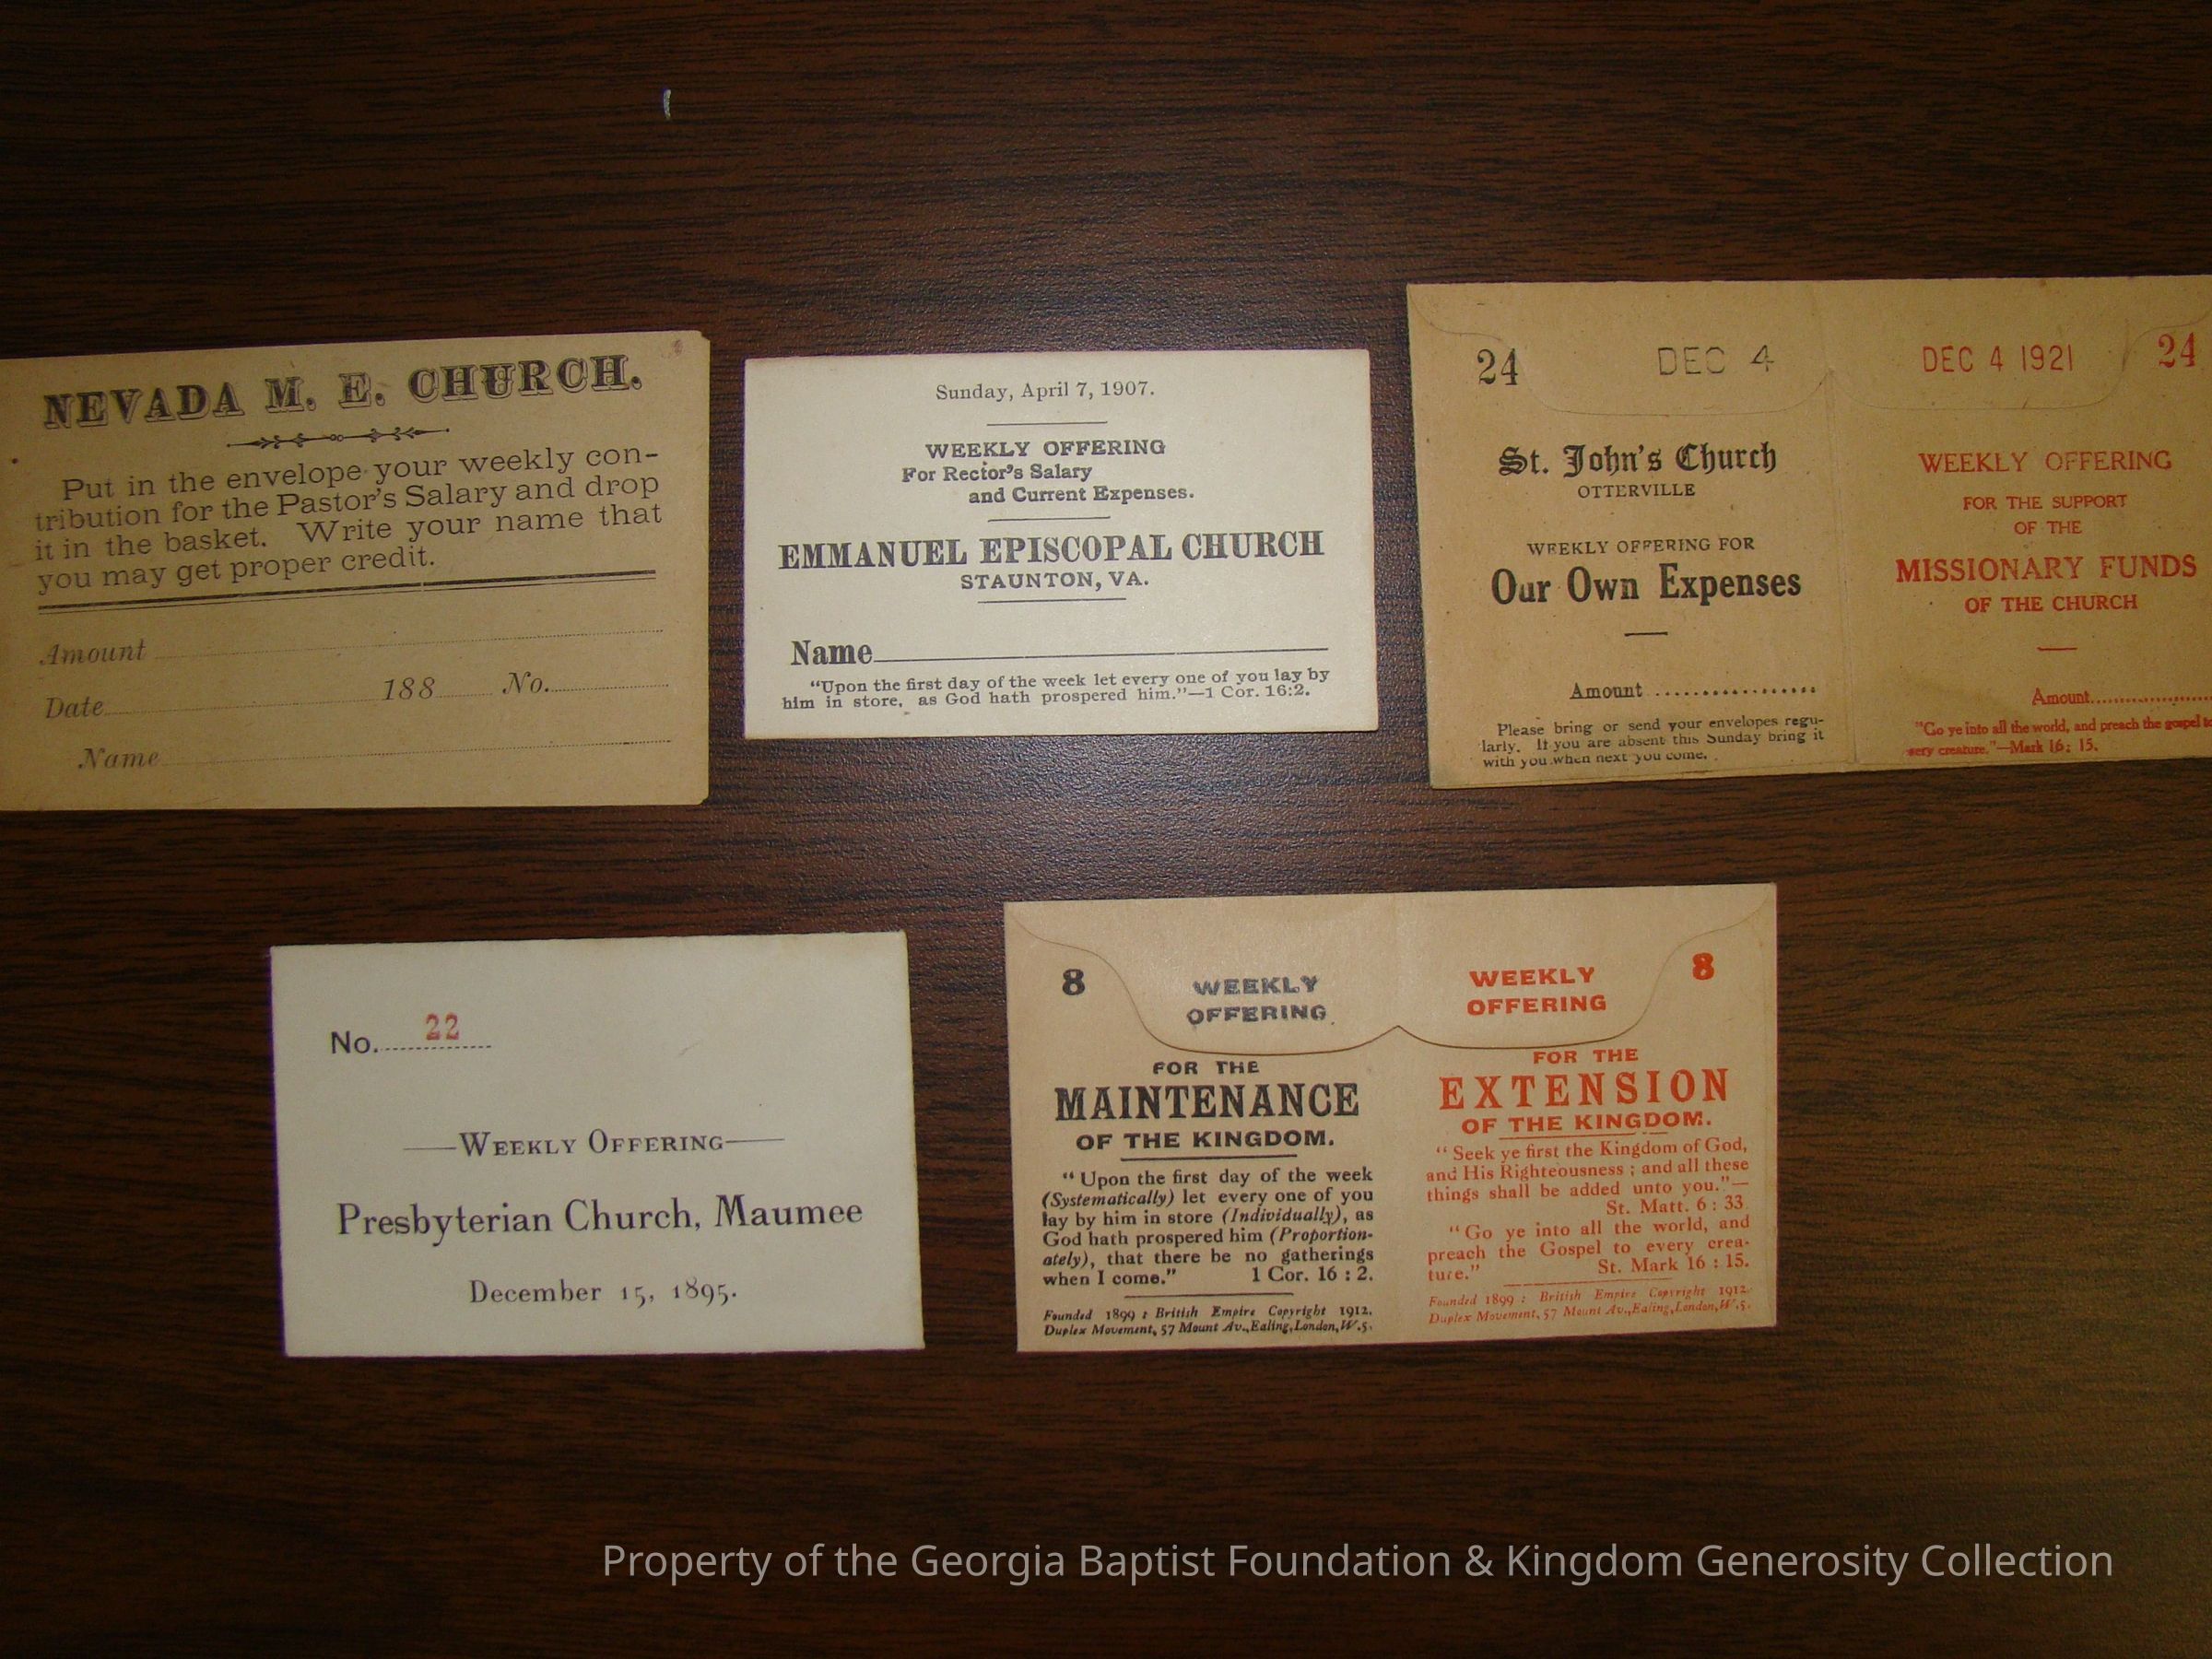 NEVADA M. E. CHURCH.
Put in the envelope your weekly con-
tribution for the Pastor's Salary and drop
it in the basket. Write your name that
you may get proper credit.
Amount
Date 188 No.
Name
Sunday, April 7, 1907.
WEEKLY OFFERING
For Rector's Salary
and Current Expenses.
EMMANUEL EPISCOPAL CHURCH
STAUNTON, VA.
Name
"Upon the first day of the week let every one of you lay by
him in store, as God hath prospered him."—1 Cor. 16:2.
24 DEC 4
St. John's Church
OTTERVILLE
WEEKLY OFFERING FOR
Our Own Expenses
Amount
Please bring or send your envelopes regu-
larly. If you are absent this Sunday bring it
with you when next you come.
DEC 4 1921 24
WEEKLY OFFERING
FOR THE SUPPORT
OF THE
MISSIONARY FUNDS
OF THE CHURCH
Amount
"Go ye into all the world, and preach the gospel to
every creature."—Mark 16: 15.
No. 22
WEEKLY OFFERING
Presbyterian Church, Maumee
December 15, 1895.
8 WEEKLY
OFFERING
FOR THE
MAINTENANCE
OF THE KINGDOM.
"Upon the first day of the week
(Systematically) let every one of you
lay by him in store (Individually), as
God hath prospered him (Proportion-
ately), that there be no gatherings
when I come." 1 Cor. 16 : 2.
Founded 1899 : British Empire Copyright 1912.
Duplex Movement, 57 Mount Av., Ealing, London, W.5.
WEEKLY 8
OFFERING
FOR THE
EXTENSION
OF THE KINGDOM.
"Seek ye first the Kingdom of God,
and His Righteousness ; and all these
things shall be added unto you."—
St. Matt. 6 : 33.
"Go ye into all the world, and
preach the Gospel to every crea-
ture." St. Mark 16 : 15.
Founded 1899 : British Empire Copyright 1912.
Duplex Movement, 57 Mount Av., Ealing, London, W.5.
Property of the Georgia Baptist Foundation & Kingdom Generosity Collection